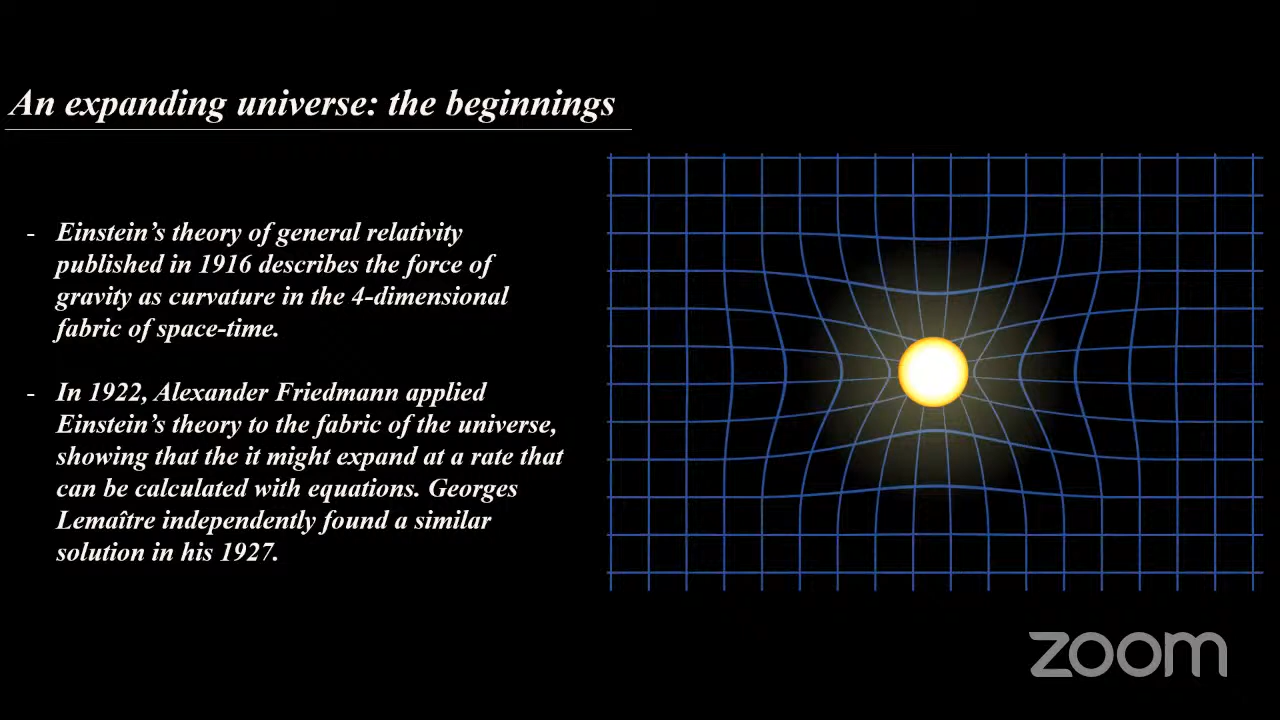 An expanding universe: the beginnings
- Einstein’s theory of general relativity
published in 1916 describes the force of
gravity as curvature in the 4-dimensional
fabric of space-time.
- In 1922, Alexander Friedmann applied
Einstein’s theory to the fabric of the universe,
showing that the it might expand at a rate that
can be calculated with equations. Georges
Lemaître independently found a similar
solution in his 1927.
zoom